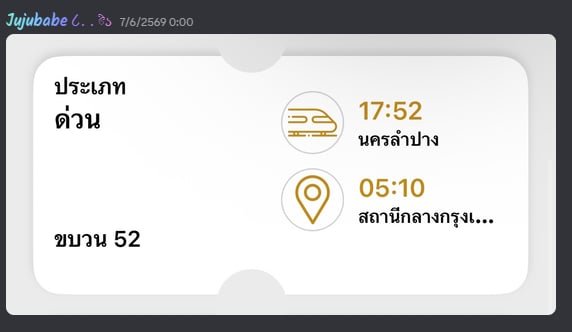 Jujubabe
7/6/2569 0:00
ประเภท
ด่วน
17:52
นครลำปาง
05:10
สถานีกลางกรุงเ...
ขบวน 52